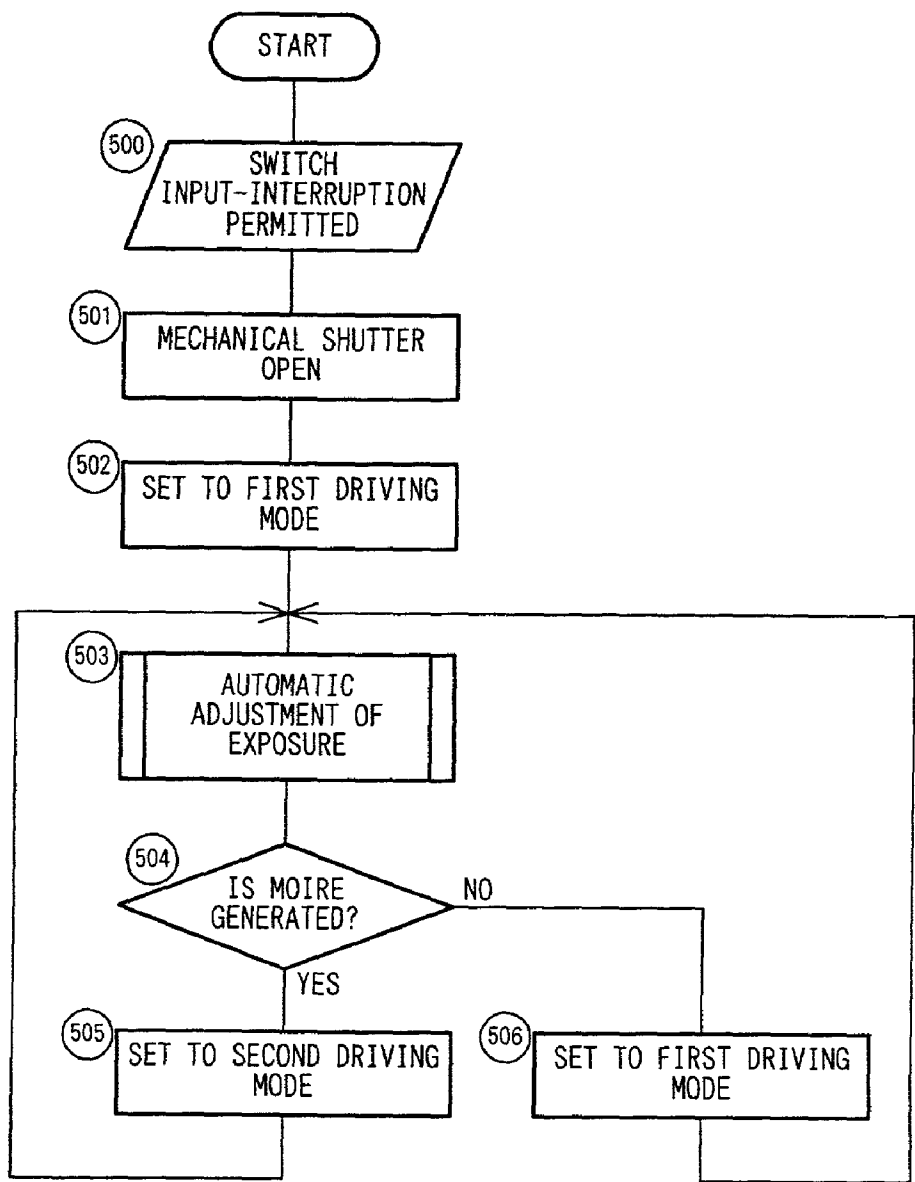 START
500
SWITCH
INPUT-INTERRUPTION
PERMITTED
501
MECHANICAL SHUTTER
OPEN
502
SET TO FIRST DRIVING
MODE
503
AUTOMATIC
ADJUSTMENT OF
EXPOSURE
504
IS MOIRE
GENERATED?
NO
YES
505
SET TO SECOND DRIVING
MODE
506
SET TO FIRST DRIVING
MODE